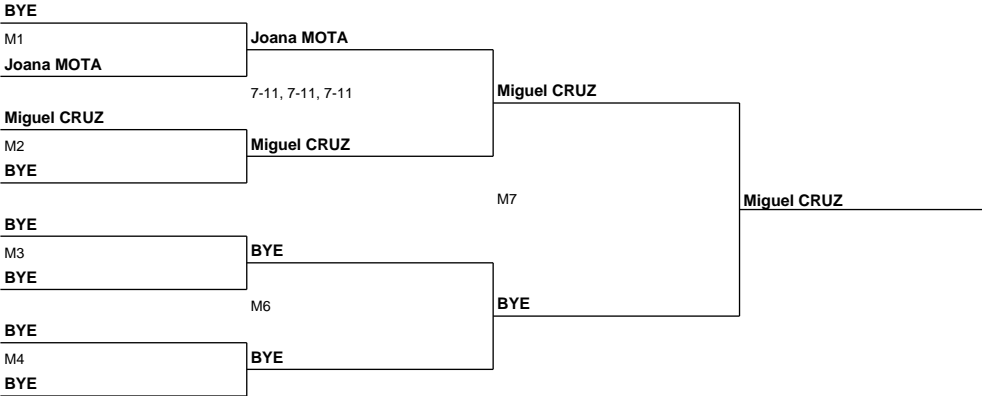 BYE
M1
Joana MOTA
Joana MOTA
7-11, 7-11, 7-11
Miguel CRUZ
Miguel CRUZ
M2
Miguel CRUZ
BYE
M7
Miguel CRUZ
BYE
M3
BYE
BYE
M6
BYE
BYE
M4
BYE
BYE